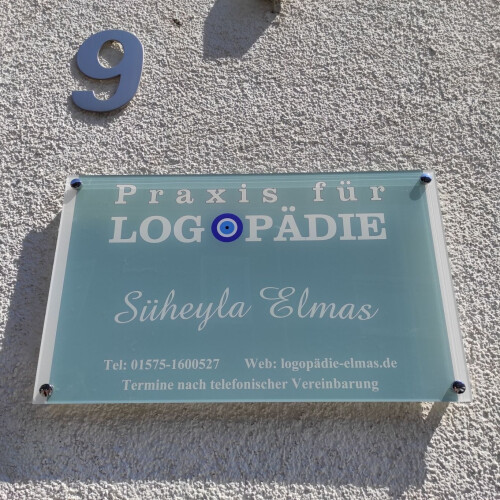 9
Praxis für
LOGOPÄDIE
Süheyla Elmas
Tel: 01575-1600527 Web: logopädie-elmas.de
Termine nach telefonischer Vereinbarung